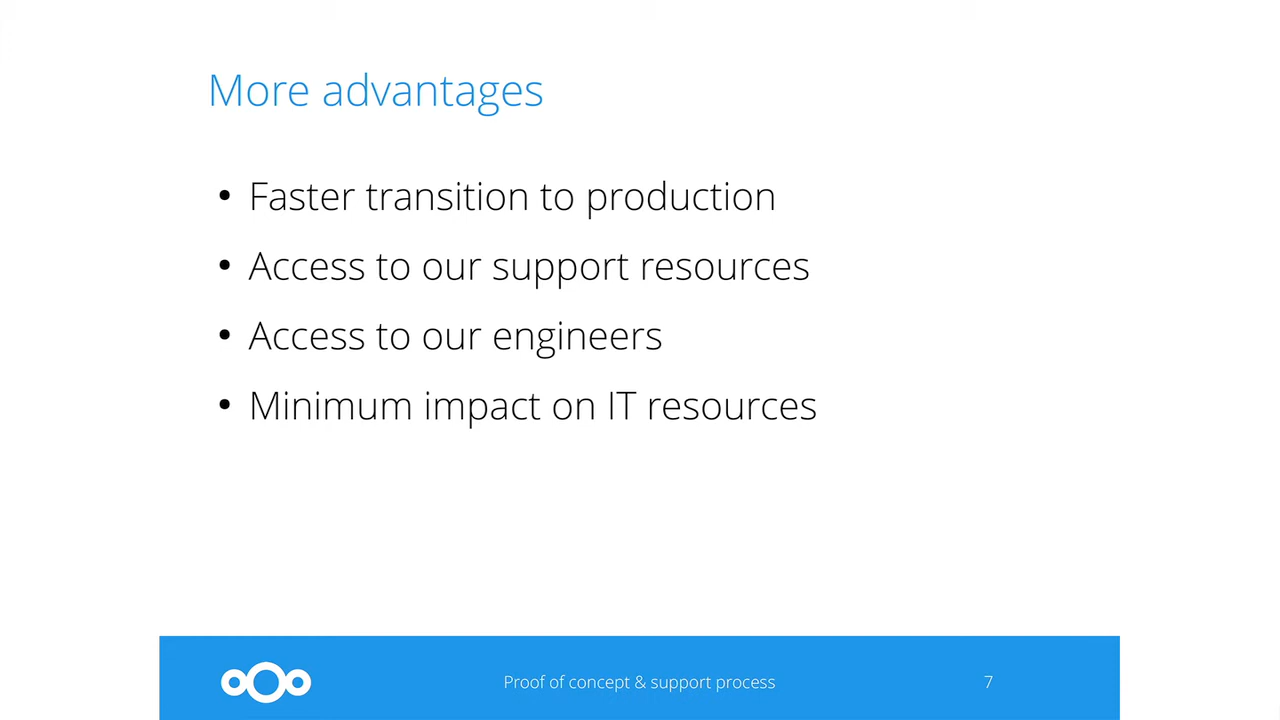 More advantages
• Faster transition to production
• Access to our support resources
• Access to our engineers
• Minimum impact on IT resources
Proof of concept & support process
7